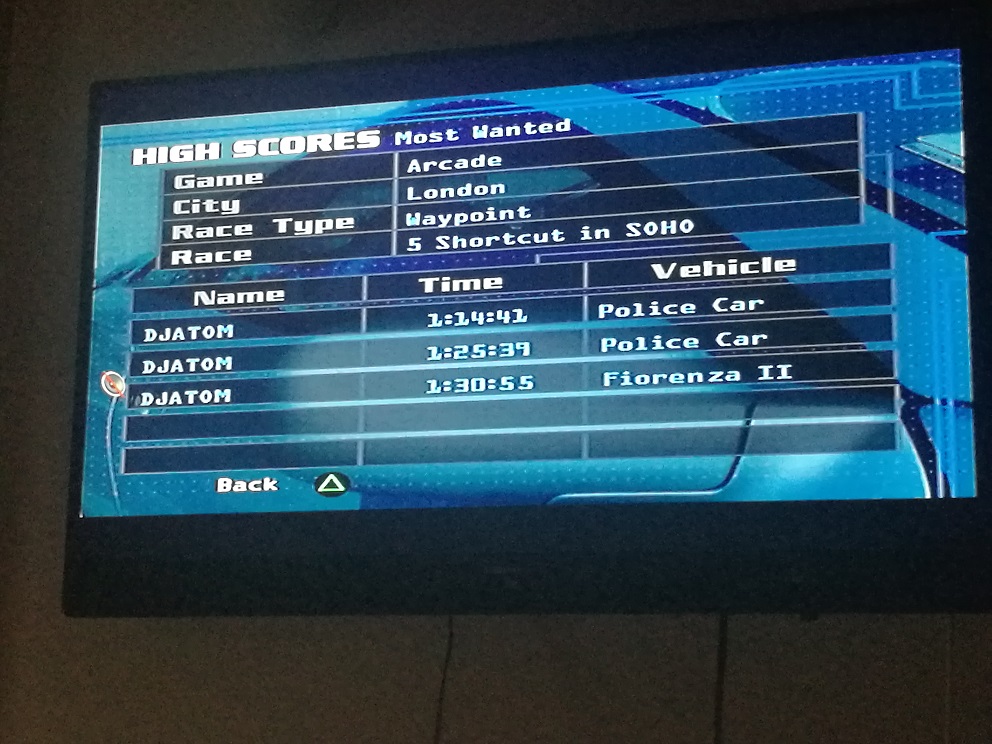 HIGH SCORES Most Wanted
Game Arcade
City London
Race Type Waypoint
Race 5 Shortcut in SOHO
Name Time Vehicle
DJATOM 1:14:41 Police Car
DJATOM 1:25:39 Police Car
DJATOM 1:30:55 Fiorenza II
Back